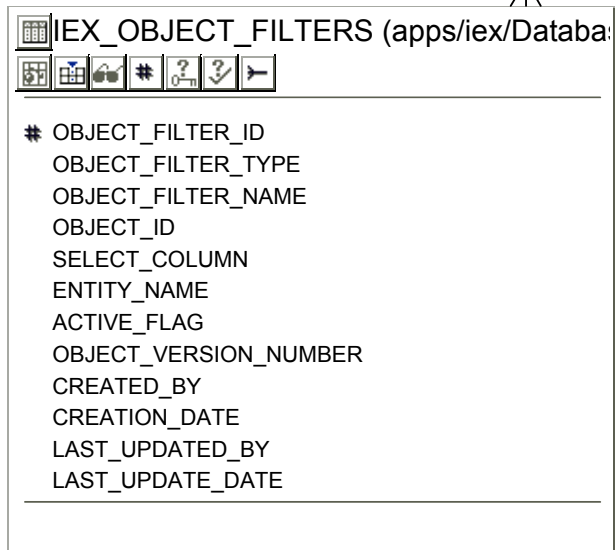 IEX_OBJECT_FILTERS (apps/iex/Databa
OBJECT_FILTER_ID
OBJECT_FILTER_TYPE
OBJECT_FILTER_NAME
OBJECT_ID
SELECT_COLUMN
ENTITY_NAME
ACTIVE_FLAG
OBJECT_VERSION_NUMBER
CREATED_BY
CREATION_DATE
LAST_UPDATED_BY
LAST_UPDATE_DATE